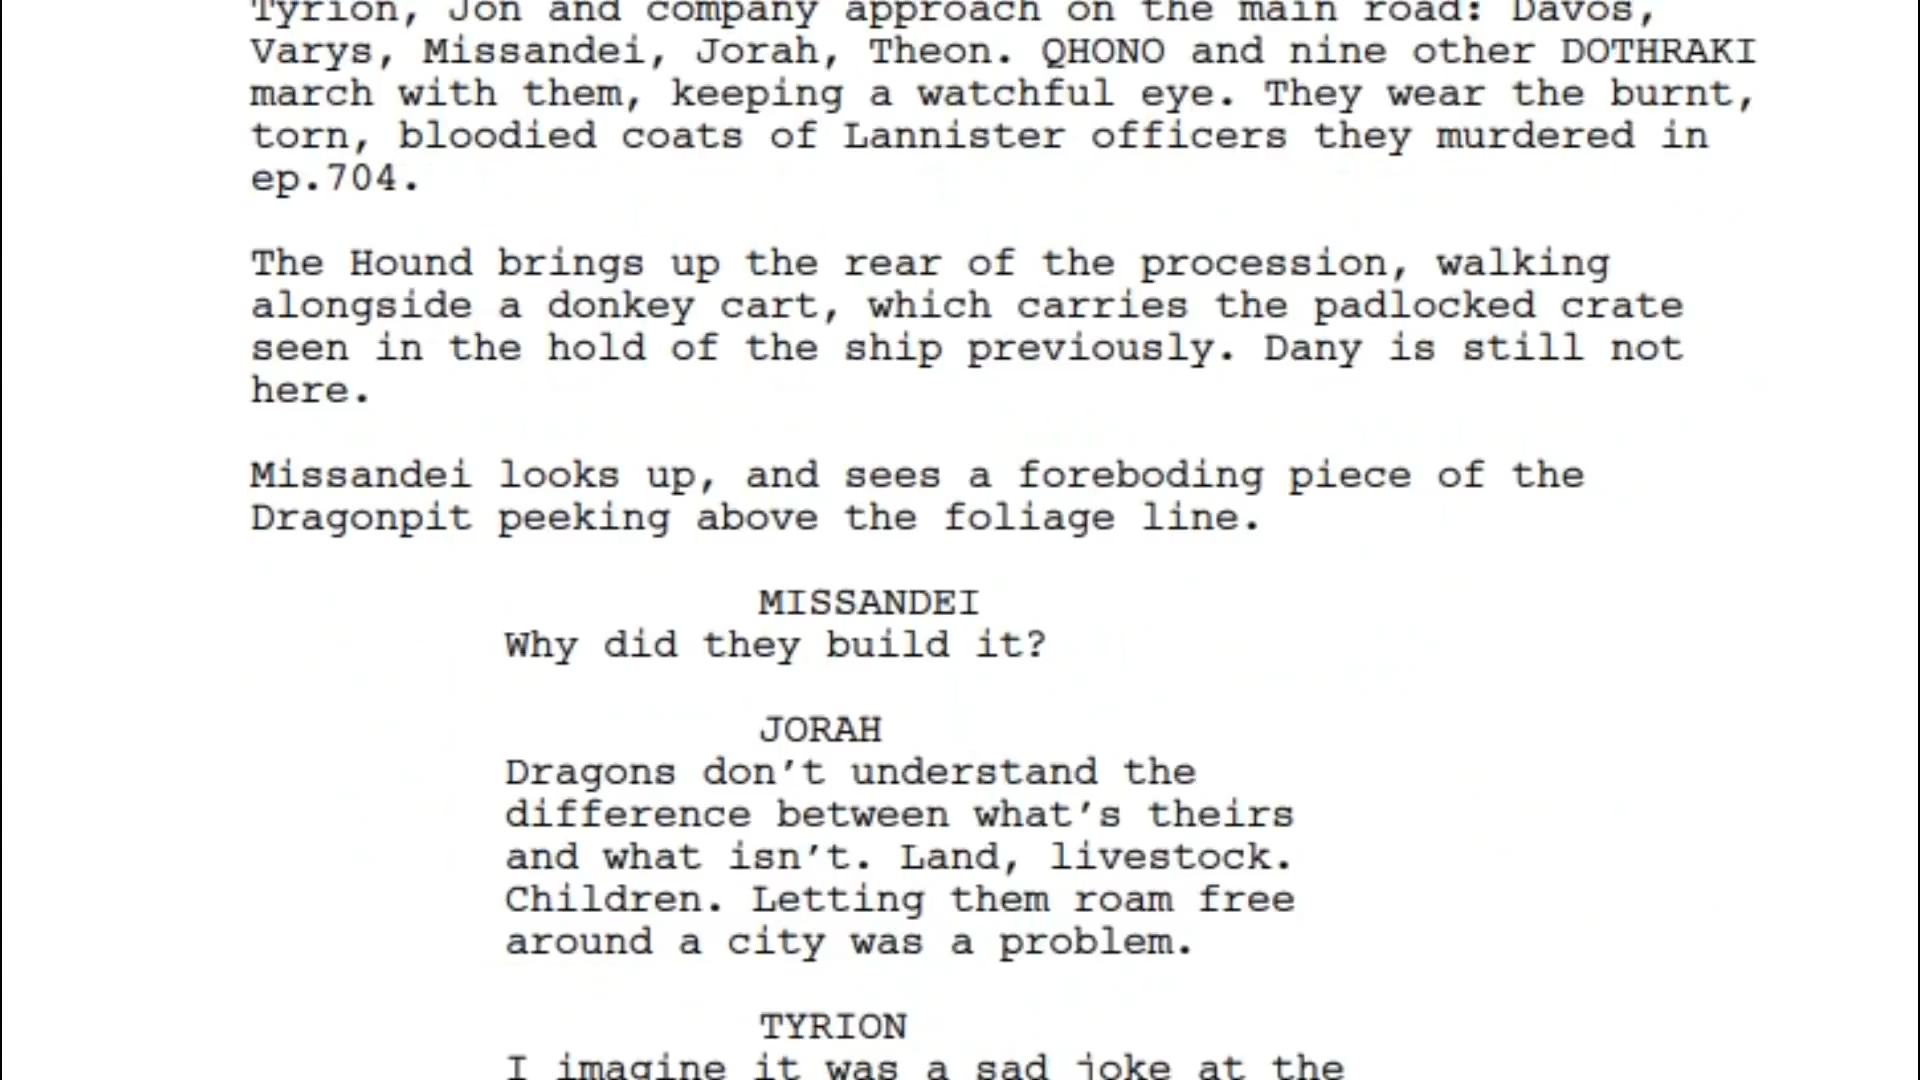 Tyrion, Jon and company approach on the main road: Davos,
Varys, Missandei, Jorah, Theon. QHONO and nine other DOTHRAKI
march with them, keeping a watchful eye. They wear the burnt,
torn, bloodied coats of Lannister officers they murdered in
ep.704.
The Hound brings up the rear of the procession, walking
alongside a donkey cart, which carries the padlocked crate
seen in the hold of the ship previously. Dany is still not
here.
Missandei looks up, and sees a foreboding piece of the
Dragonpit peeking above the foliage line.
MISSANDEI
Why did they build it?
JORAH
Dragons don't understand the
difference between what's theirs
and what isn't. Land, livestock.
Children. Letting them roam free
around a city was a problem.
TYRION
I imagine it was a sad joke at the